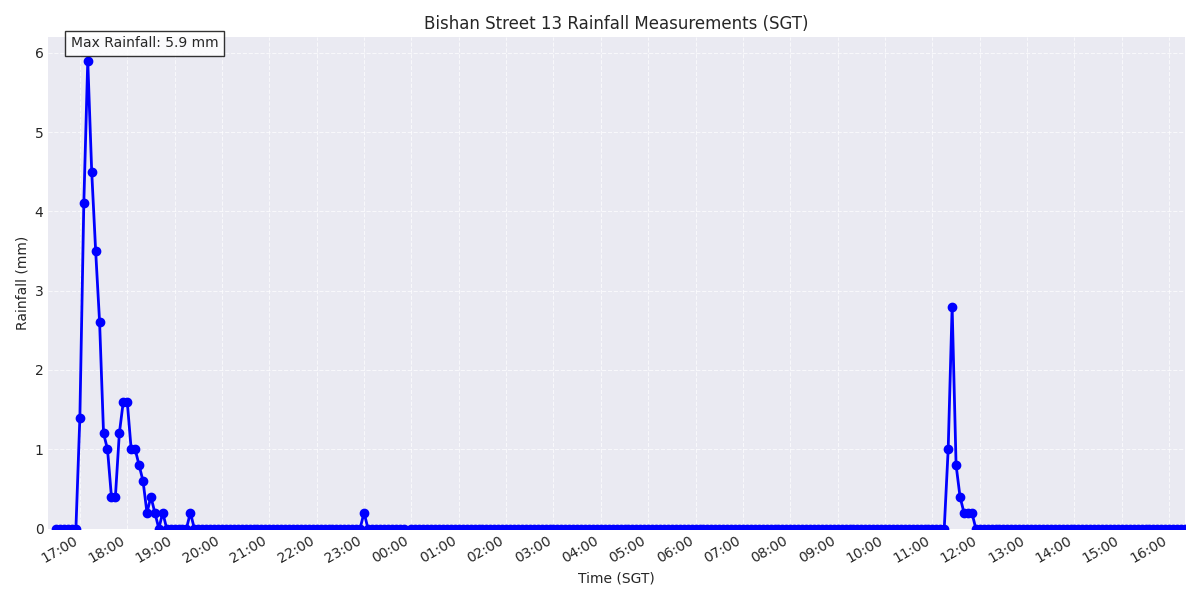 Bishan Street 13 Rainfall Measurements (SGT)
Max Rainfall: 5.9 mm
6
5
4
3
2
1
0
Rainfall (mm)
17:00 18:00 19:00 20:00 21:00 22:00 23:00 00:00 01:00 02:00 03:00 04:00 05:00 06:00 07:00 08:00 09:00 10:00 11:00 12:00 13:00 14:00 15:00 16:00
Time (SGT)